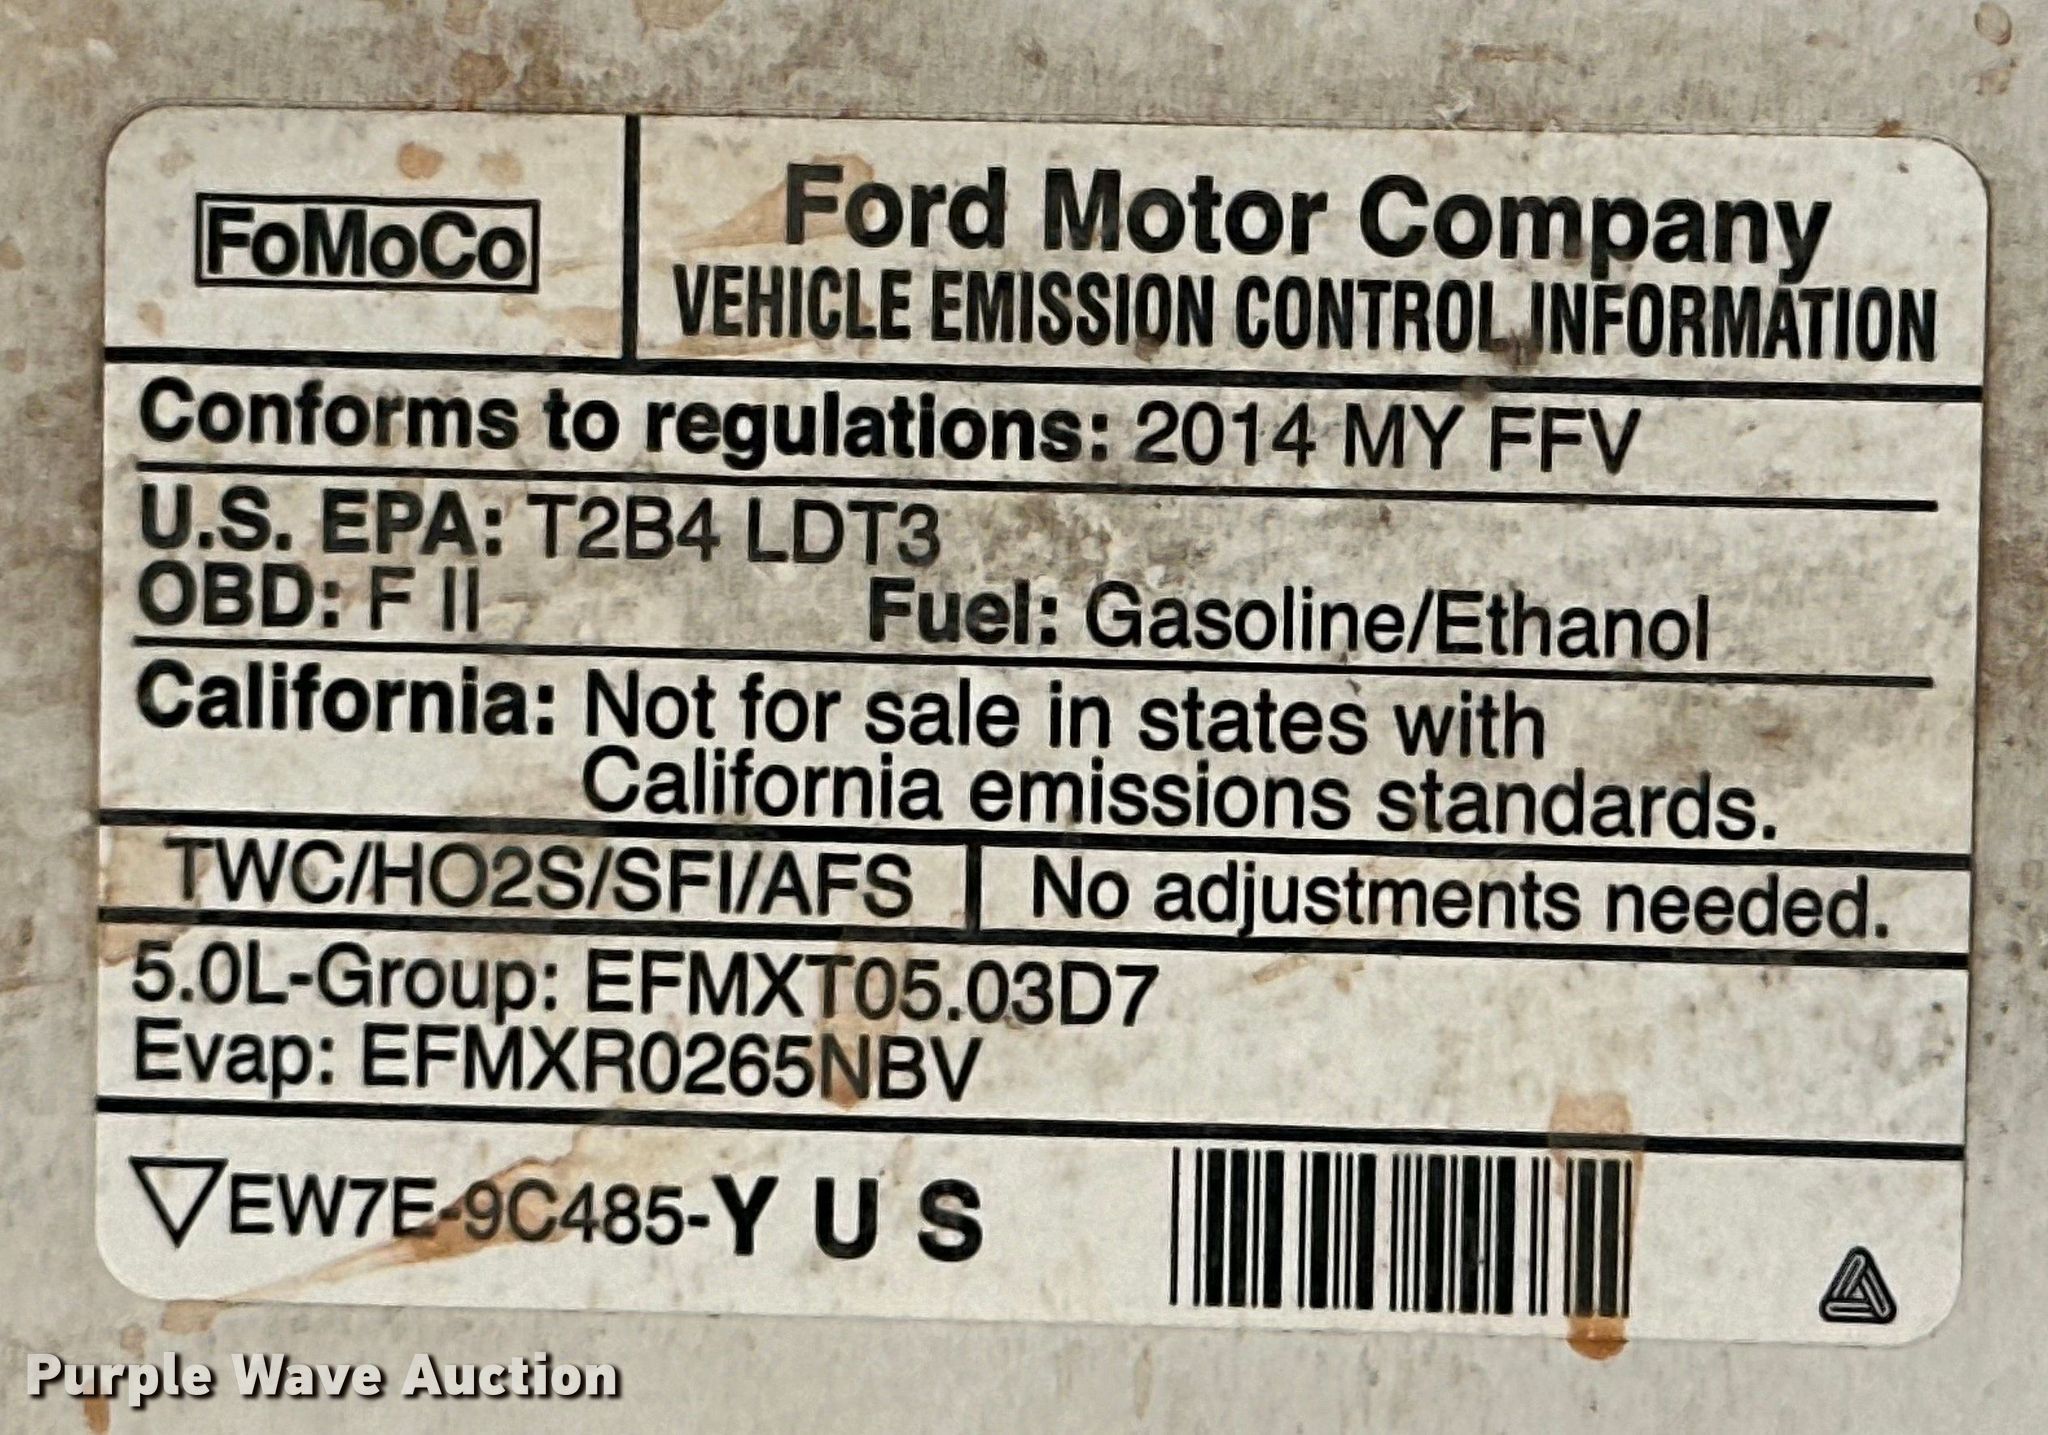 FoMoCo
Ford Motor Company
VEHICLE EMISSION CONTROL INFORMATION
Conforms to regulations: 2014 MY FFV
U.S. EPA: T2B4 LDT3
OBD: F II Fuel: Gasoline/Ethanol
California: Not for sale in states with
California emissions standards.
TWC/HO2S/SFI/AFS No adjustments needed.
5.0L-Group: EFMXT05.03D7
Evap: EFMXR0265NBV
EW7E-9C485-Y U S
Purple Wave Auction